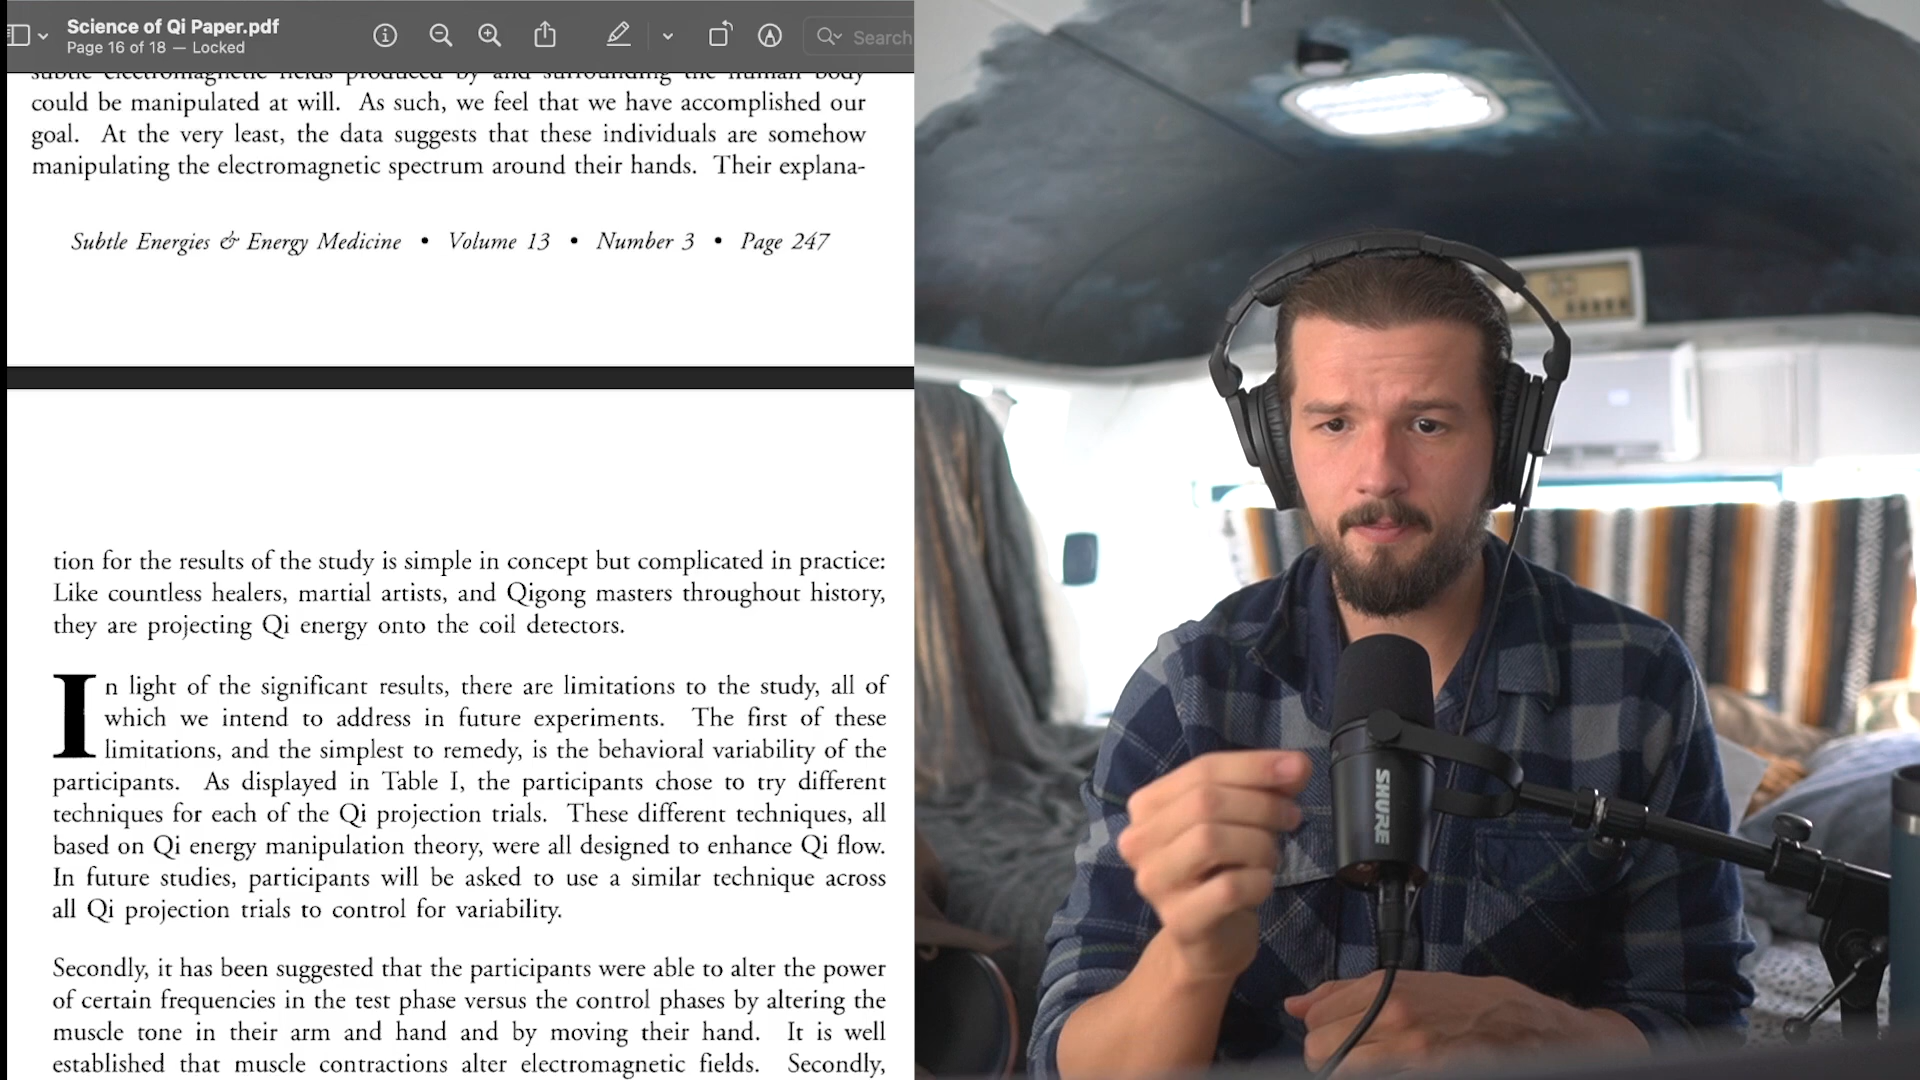 Science of Qi Paper.pdf
Page 16 of 18 — Locked
Search
subtle electromagnetic fields produced by and surrounding the human body
could be manipulated at will. As such, we feel that we have accomplished our
goal. At the very least, the data suggests that these individuals are somehow
manipulating the electromagnetic spectrum around their hands. Their explana-
Subtle Energies & Energy Medicine • Volume 13 • Number 3 • Page 247
tion for the results of the study is simple in concept but complicated in practice:
Like countless healers, martial artists, and Qigong masters throughout history,
they are projecting Qi energy onto the coil detectors.
In light of the significant results, there are limitations to the study, all of
which we intend to address in future experiments. The first of these
limitations, and the simplest to remedy, is the behavioral variability of the
participants. As displayed in Table I, the participants chose to try different
techniques for each of the Qi projection trials. These different techniques, all
based on Qi energy manipulation theory, were all designed to enhance Qi flow.
In future studies, participants will be asked to use a similar technique across
all Qi projection trials to control for variability.
Secondly, it has been suggested that the participants were able to alter the power
of certain frequencies in the test phase versus the control phases by altering the
muscle tone in their arm and hand and by moving their hand. It is well
established that muscle contractions alter electromagnetic fields. Secondly,
SHURE